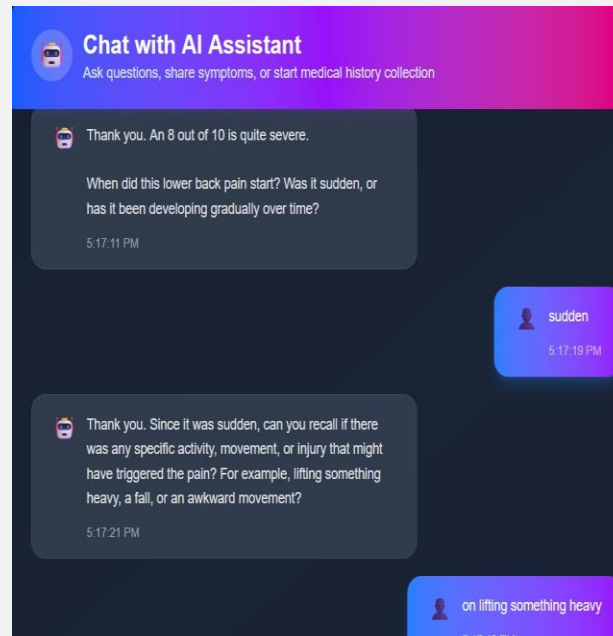 Chat with AI Assistant
Ask questions, share symptoms, or start medical history collection
Thank you. An 8 out of 10 is quite severe.
When did this lower back pain start? Was it sudden, or
has it been developing gradually over time?
5:17:11 PM
sudden
5:17:19 PM
Thank you. Since it was sudden, can you recall if there
was any specific activity, movement, or injury that might
have triggered the pain? For example, lifting something
heavy, a fall, or an awkward movement?
5:17:21 PM
on lifting something heavy